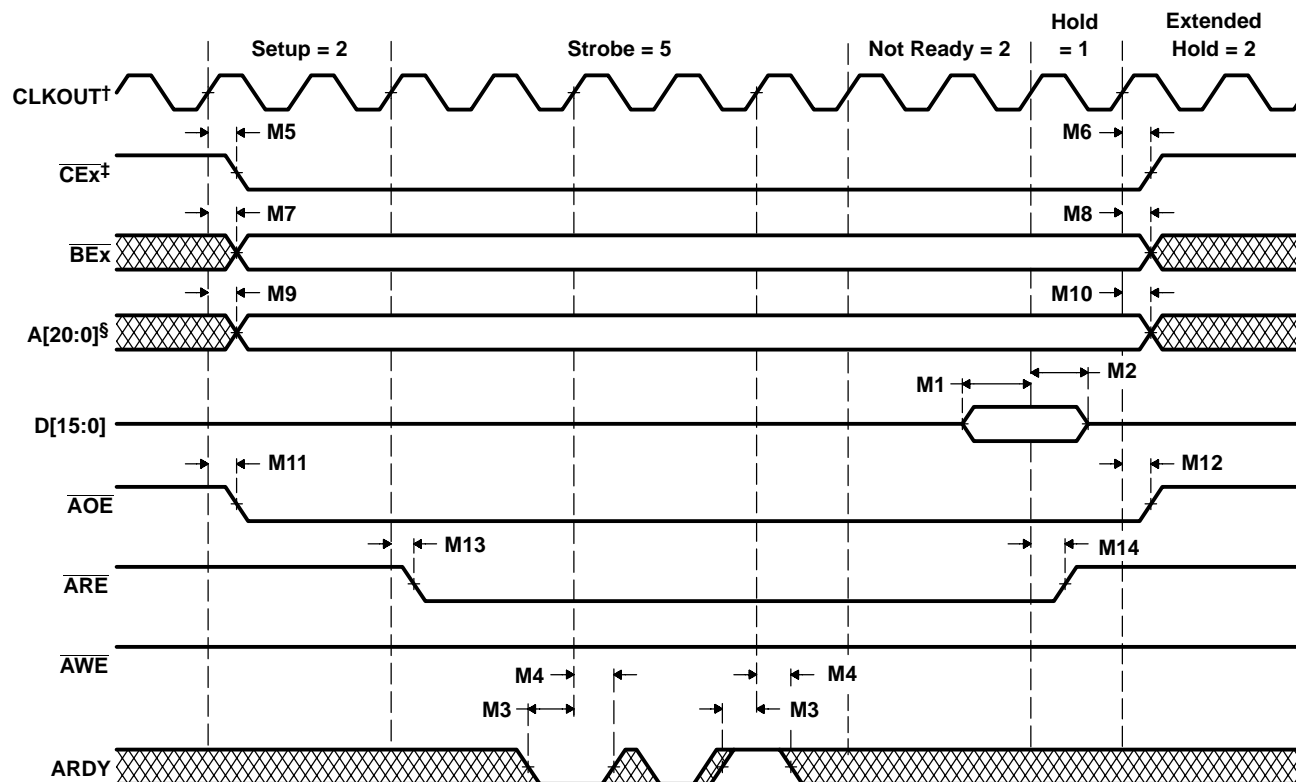 Hold
Extended
Setup = 2
Strobe = 5
Not Ready = 2
= 1
Hold = 2
CLKOUT†
M5
M6
CEx‡
M7
M8
BEx
M9
M10
A[20:0]§
M1
M2
D[15:0]
M11
M12
AOE
M13
M14
ARE
AWE
M4
M4
M3
M3
ARDY